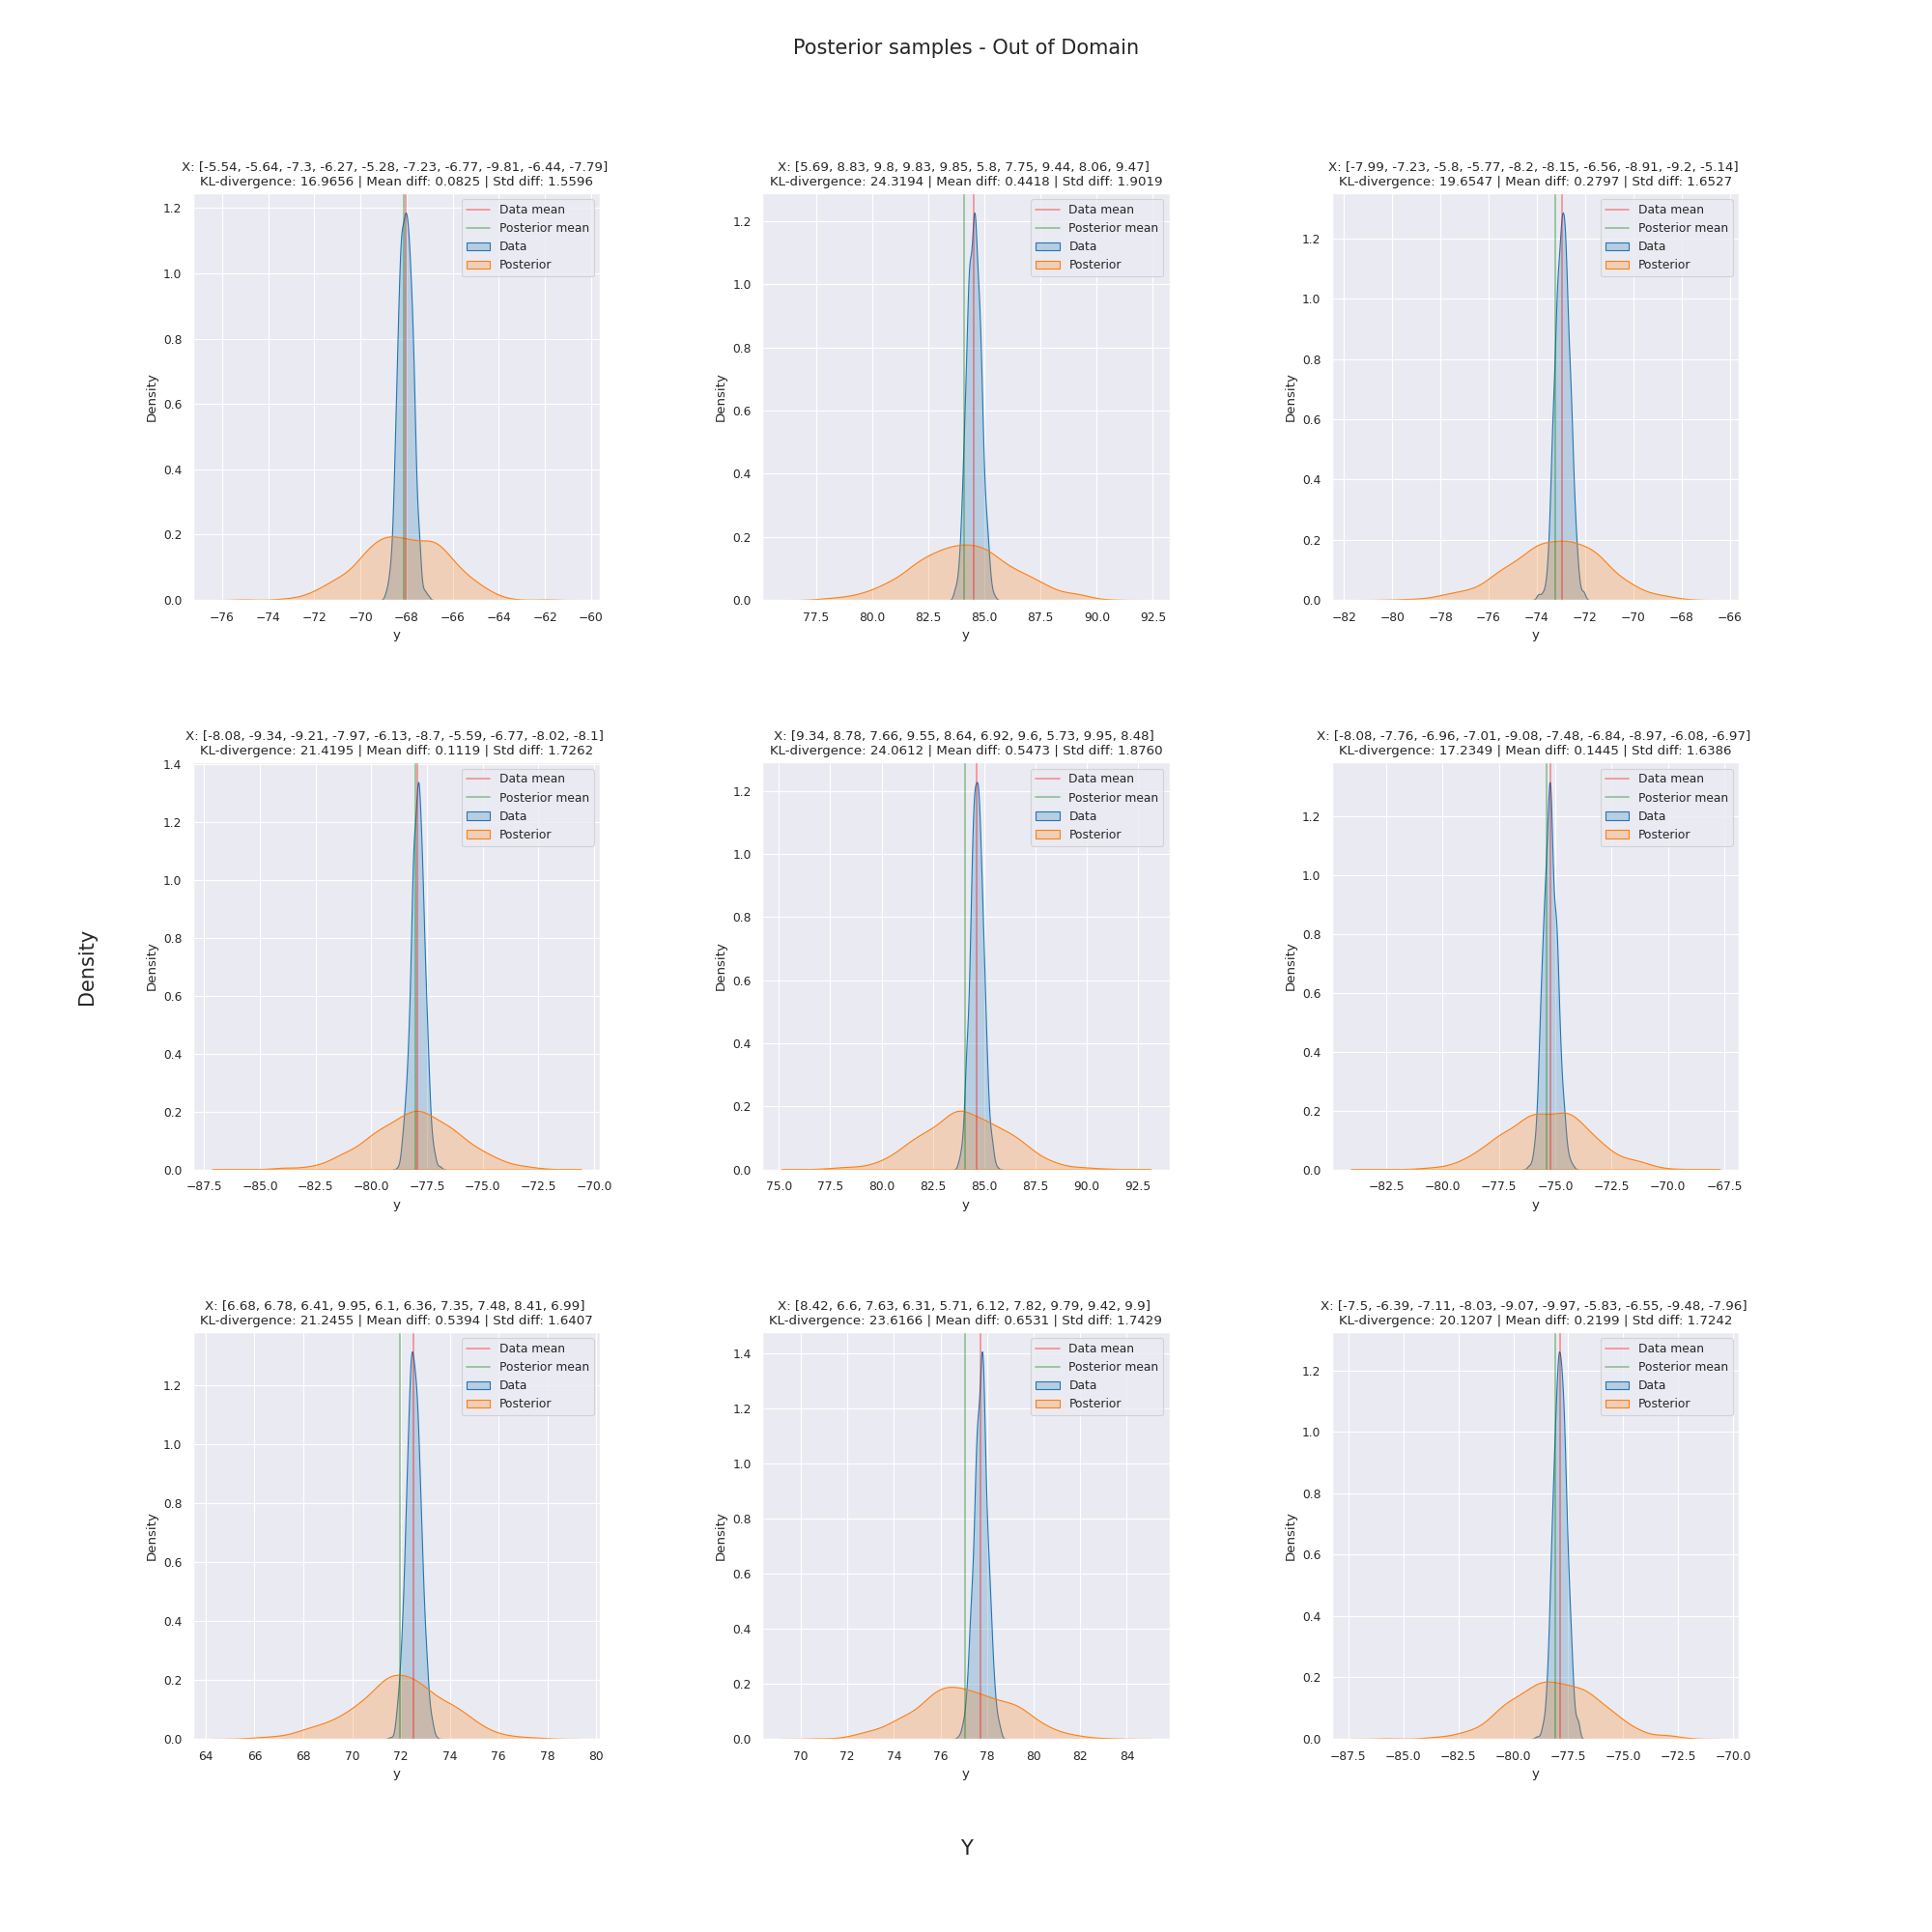 Posterior samples - Out of Domain
X: [-5.54, -5.64, -7.3, -6.27, -5.28, -7.23, -6.77, -9.81, -6.44, -7.79]
KL-divergence: 16.9656 | Mean diff: 0.0825 | Std diff: 1.5596
Data mean
Posterior mean
Data
Posterior
1.2
1.0
0.8
0.6
0.4
0.2
0.0
Density
−76 −74 −72 −70 −68 −66 −64 −62 −60
y
X: [5.69, 8.83, 9.8, 9.83, 9.85, 5.8, 7.75, 9.44, 8.06, 9.47]
KL-divergence: 24.3194 | Mean diff: 0.4418 | Std diff: 1.9019
Data mean
Posterior mean
Data
Posterior
1.2
1.0
0.8
0.6
0.4
0.2
0.0
Density
77.5 80.0 82.5 85.0 87.5 90.0 92.5
y
X: [-7.99, -7.23, -5.8, -5.77, -8.2, -8.15, -6.56, -8.91, -9.2, -5.14]
KL-divergence: 19.6547 | Mean diff: 0.2797 | Std diff: 1.6527
Data mean
Posterior mean
Data
Posterior
1.2
1.0
0.8
0.6
0.4
0.2
0.0
Density
−82 −80 −78 −76 −74 −72 −70 −68 −66
y
X: [-8.08, -9.34, -9.21, -7.97, -6.13, -8.7, -5.59, -6.77, -8.02, -8.1]
KL-divergence: 21.4195 | Mean diff: 0.1119 | Std diff: 1.7262
Data mean
Posterior mean
Data
Posterior
1.4
1.2
1.0
0.8
0.6
0.4
0.2
0.0
Density
−87.5 −85.0 −82.5 −80.0 −77.5 −75.0 −72.5 −70.0
y
X: [9.34, 8.78, 7.66, 9.55, 8.64, 6.92, 9.6, 5.73, 9.95, 8.48]
KL-divergence: 24.0612 | Mean diff: 0.5473 | Std diff: 1.8760
Data mean
Posterior mean
Data
Posterior
1.2
1.0
0.8
0.6
0.4
0.2
0.0
Density
75.0 77.5 80.0 82.5 85.0 87.5 90.0 92.5
y
X: [-8.08, -7.76, -6.96, -7.01, -9.08, -7.48, -6.84, -8.97, -6.08, -6.97]
KL-divergence: 17.2349 | Mean diff: 0.1445 | Std diff: 1.6386
Data mean
Posterior mean
Data
Posterior
1.2
1.0
0.8
0.6
0.4
0.2
0.0
Density
−82.5 −80.0 −77.5 −75.0 −72.5 −70.0 −67.5
y
Density
X: [6.68, 6.78, 6.41, 9.95, 6.1, 6.36, 7.35, 7.48, 8.41, 6.99]
KL-divergence: 21.2455 | Mean diff: 0.5394 | Std diff: 1.6407
Data mean
Posterior mean
Data
Posterior
1.2
1.0
0.8
0.6
0.4
0.2
0.0
Density
64 66 68 70 72 74 76 78 80
y
X: [8.42, 6.6, 7.63, 6.31, 5.71, 6.12, 7.82, 9.79, 9.42, 9.9]
KL-divergence: 23.6166 | Mean diff: 0.6531 | Std diff: 1.7429
Data mean
Posterior mean
Data
Posterior
1.4
1.2
1.0
0.8
0.6
0.4
0.2
0.0
Density
70 72 74 76 78 80 82 84
y
X: [-7.5, -6.39, -7.11, -8.03, -9.07, -9.97, -5.83, -6.55, -9.48, -7.96]
KL-divergence: 20.1207 | Mean diff: 0.2199 | Std diff: 1.7242
Data mean
Posterior mean
Data
Posterior
1.2
1.0
0.8
0.6
0.4
0.2
0.0
Density
−87.5 −85.0 −82.5 −80.0 −77.5 −75.0 −72.5 −70.0
y
Y